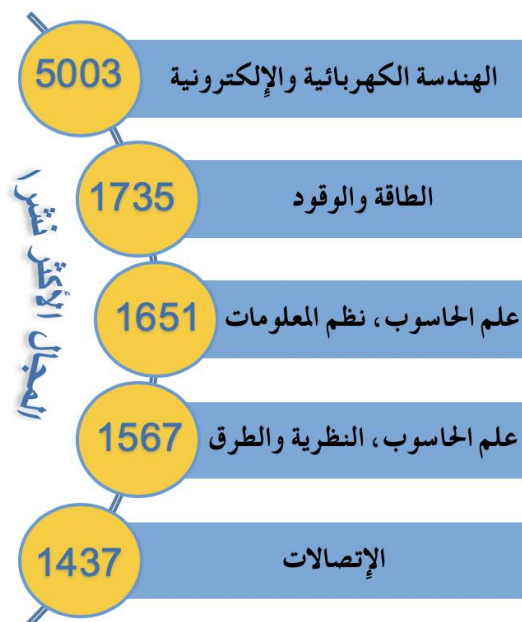 المجال الأكثر نشرا
الهندسة الكهربائية والإلكترونية
5003
الطاقة والوقود
1735
علم الحاسوب، نظم المعلومات
1651
علم الحاسوب، النظرية والطرق
1567
الإتصالات
1437